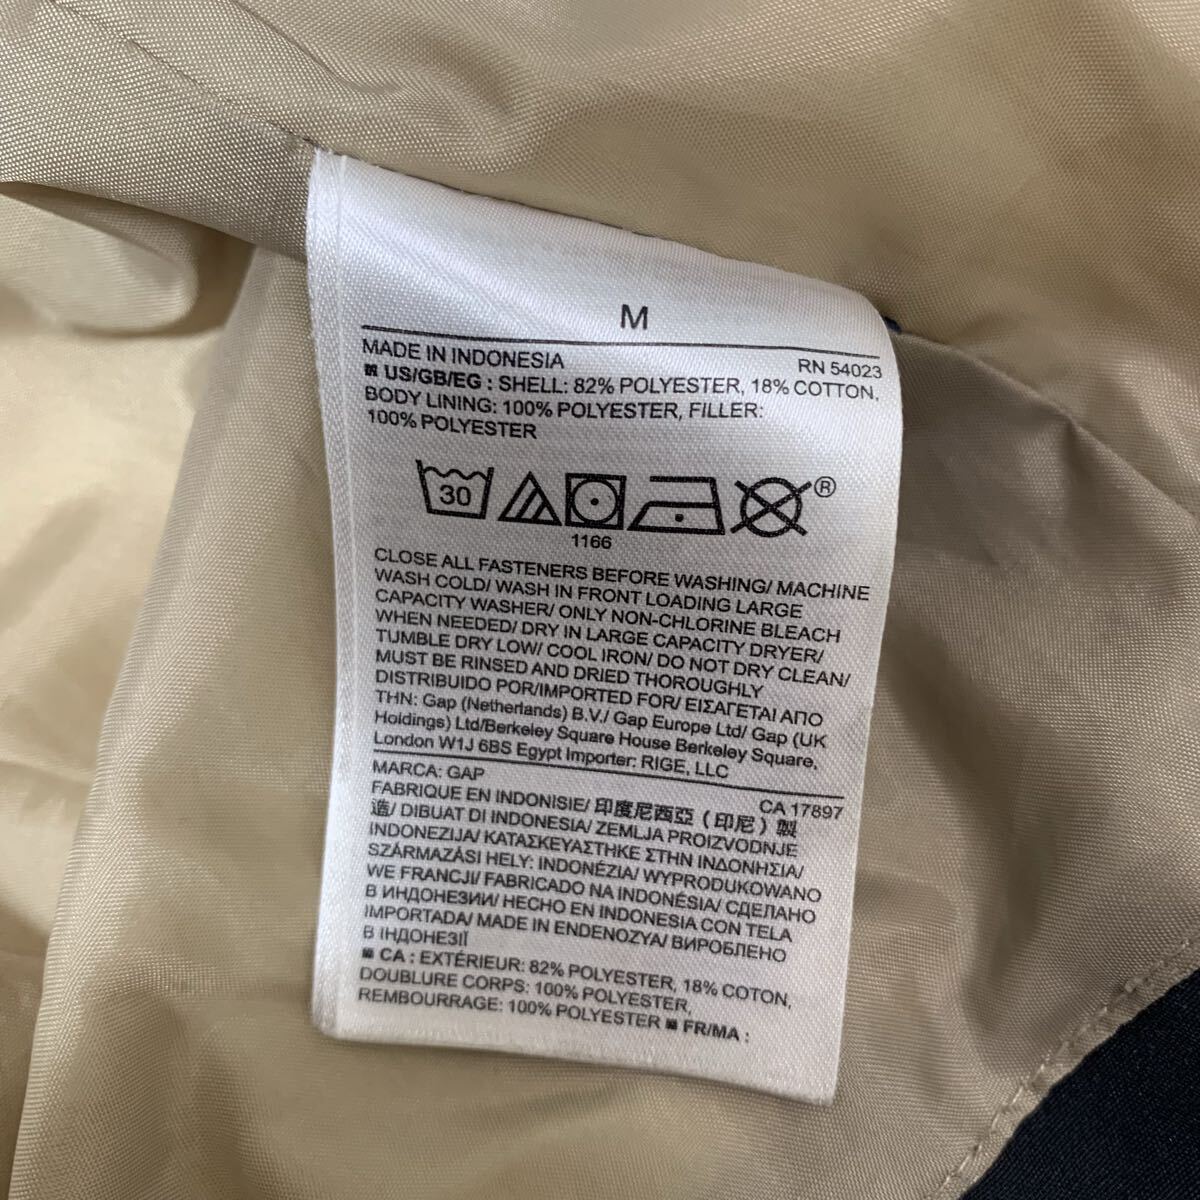 M
MADE IN INDONESIA RN 54023
US/GB/EG : SHELL: 82% POLYESTER, 18% COTTON,
BODY LINING: 100% POLYESTER, FILLER:
100% POLYESTER
30 ®
1166
CLOSE ALL FASTENERS BEFORE WASHING/ MACHINE
WASH COLD/ WASH IN FRONT LOADING LARGE
CAPACITY WASHER/ ONLY NON-CHLORINE BLEACH
WHEN NEEDED/ DRY IN LARGE CAPACITY DRYER/
TUMBLE DRY LOW/ COOL IRON/ DO NOT DRY CLEAN/
MUST BE RINSED AND DRIED THOROUGHLY
DISTRIBUIDO POR/IMPORTED FOR/ ΕΙΣΑΓΕΤΑΙ ΑΠΟ
ΤΗΝ: Gap (Netherlands) B.V./ Gap Europe Ltd/ Gap (UK
Holdings) Ltd/Berkeley Square House Berkeley Square,
London W1J 6BS Egypt Importer: RIGE, LLC
MARCA: GAP CA 17897
FABRIQUE EN INDONISIE/ 印度尼西亞（印尼）製
造/ DIBUAT DI INDONESIA/ ZEMLJA PROIZVODNJE
INDONEZIJA/ ΚΑΤΑΣΚΕΥΑΣΤΗΚΕ ΣΤΗΝ ΙΝΔΟΝΗΣΙΑ/
SZÁRMAZÁSI HELY: INDONÉZIA/ WYPRODUKOWANO
WE FRANCJI/ FABRICADO NA INDONÉSIA/ СДЕЛАНО
В ИНДОНЕЗИИ/ HECHO EN INDONESIA CON TELA
IMPORTADA/ MADE IN ENDENOZYA/ ВИРОБЛЕНО
В ІНДОНЕЗІЇ
CA : EXTÉRIEUR: 82% POLYESTER, 18% COTON,
DOUBLURE CORPS: 100% POLYESTER,
REMBOURRAGE: 100% POLYESTER FR/MA :